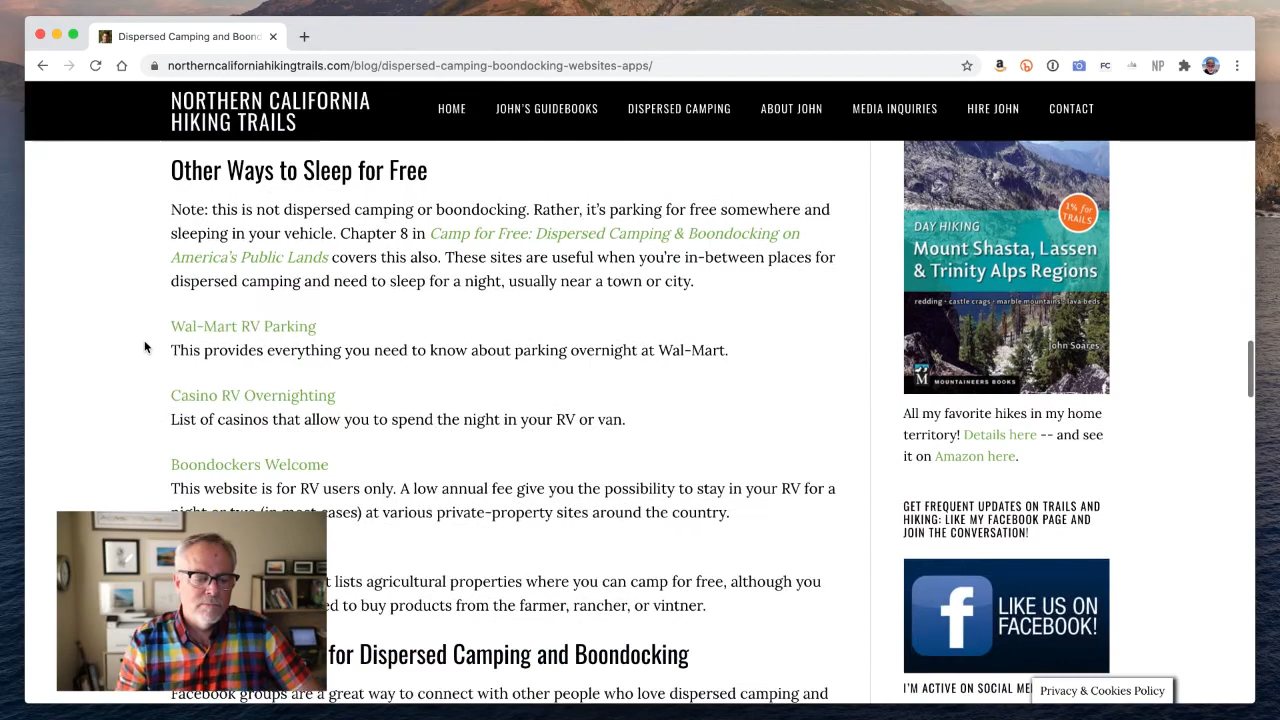 Dispersed Camping and Boond
northerncaliforniahikingtrails.com/blog/dispersed-camping-boondocking-websites-apps/
FC
NP
NORTHERN CALIFORNIA
HIKING TRAILS
HOME
JOHN'S GUIDEBOOKS
DISPERSED CAMPING
ABOUT JOHN
MEDIA INQUIRIES
HIRE JOHN
CONTACT
Other Ways to Sleep for Free
Note: this is not dispersed camping or boondocking. Rather, it's parking for free somewhere and
sleeping in your vehicle. Chapter 8 in Camp for Free: Dispersed Camping & Boondocking on
America's Public Lands covers this also. These sites are useful when you're in-between places for
dispersed camping and need to sleep for a night, usually near a town or city.
Wal-Mart RV Parking
This provides everything you need to know about parking overnight at Wal-Mart.
Casino RV Overnighting
List of casinos that allow you to spend the night in your RV or van.
Boondockers Welcome
This website is for RV users only. A low annual fee give you the possibility to stay in your RV for a
night or two (in most cases) at various private-property sites around the country.
t lists agricultural properties where you can camp for free, although you
ed to buy products from the farmer, rancher, or vintner.
for Dispersed Camping and Boondocking
Facebook groups are a great way to connect with other people who love dispersed camping and
1% for
TRAILS
DAY HIKING
Mount Shasta, Lassen
& Trinity Alps Regions
redding • castle crags • marble mountains • lava beds
John Soares
MOUNTAINEERS BOOKS
All my favorite hikes in my home
territory! Details here -- and see
it on Amazon here.
GET FREQUENT UPDATES ON TRAILS AND
HIKING: LIKE MY FACEBOOK PAGE AND
JOIN THE CONVERSATION!
f
LIKE US ON
FACEBOOK!
I'M ACTIVE ON SOCIAL ME
Privacy & Cookies Policy